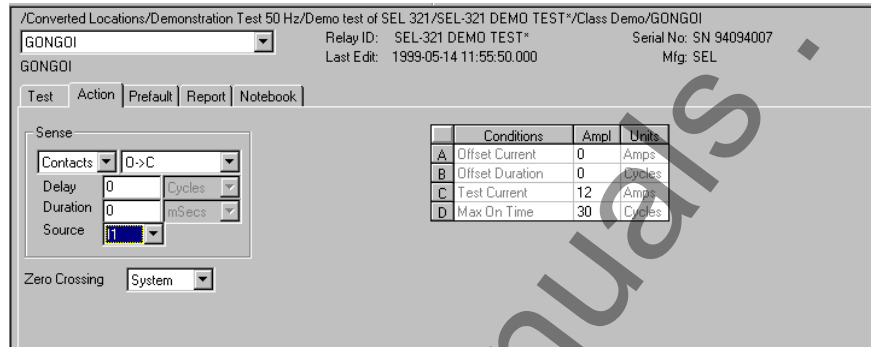 /Converted Locations/Demonstration Test 50 Hz/Demo test of SEL 321/SEL-321 DEMO TEST*/Class Demo/GONGOI
GONGOI
Relay ID: SEL-321 DEMO TEST*
Serial No: SN 94094007
GONGOI
Last Edit: 1999-05-14 11:55:50.000
Mfg: SEL
Test Action Prefault Report Notebook
Sense
Contacts O->C
Delay 0 Cycles
Duration 0 mSecs
Source 1
Zero Crossing System
Conditions Ampl Units
A Offset Current 0 Amps
B Offset Duration 0 Cycles
C Test Current 12 Amps
D Max On Time 30 Cycles